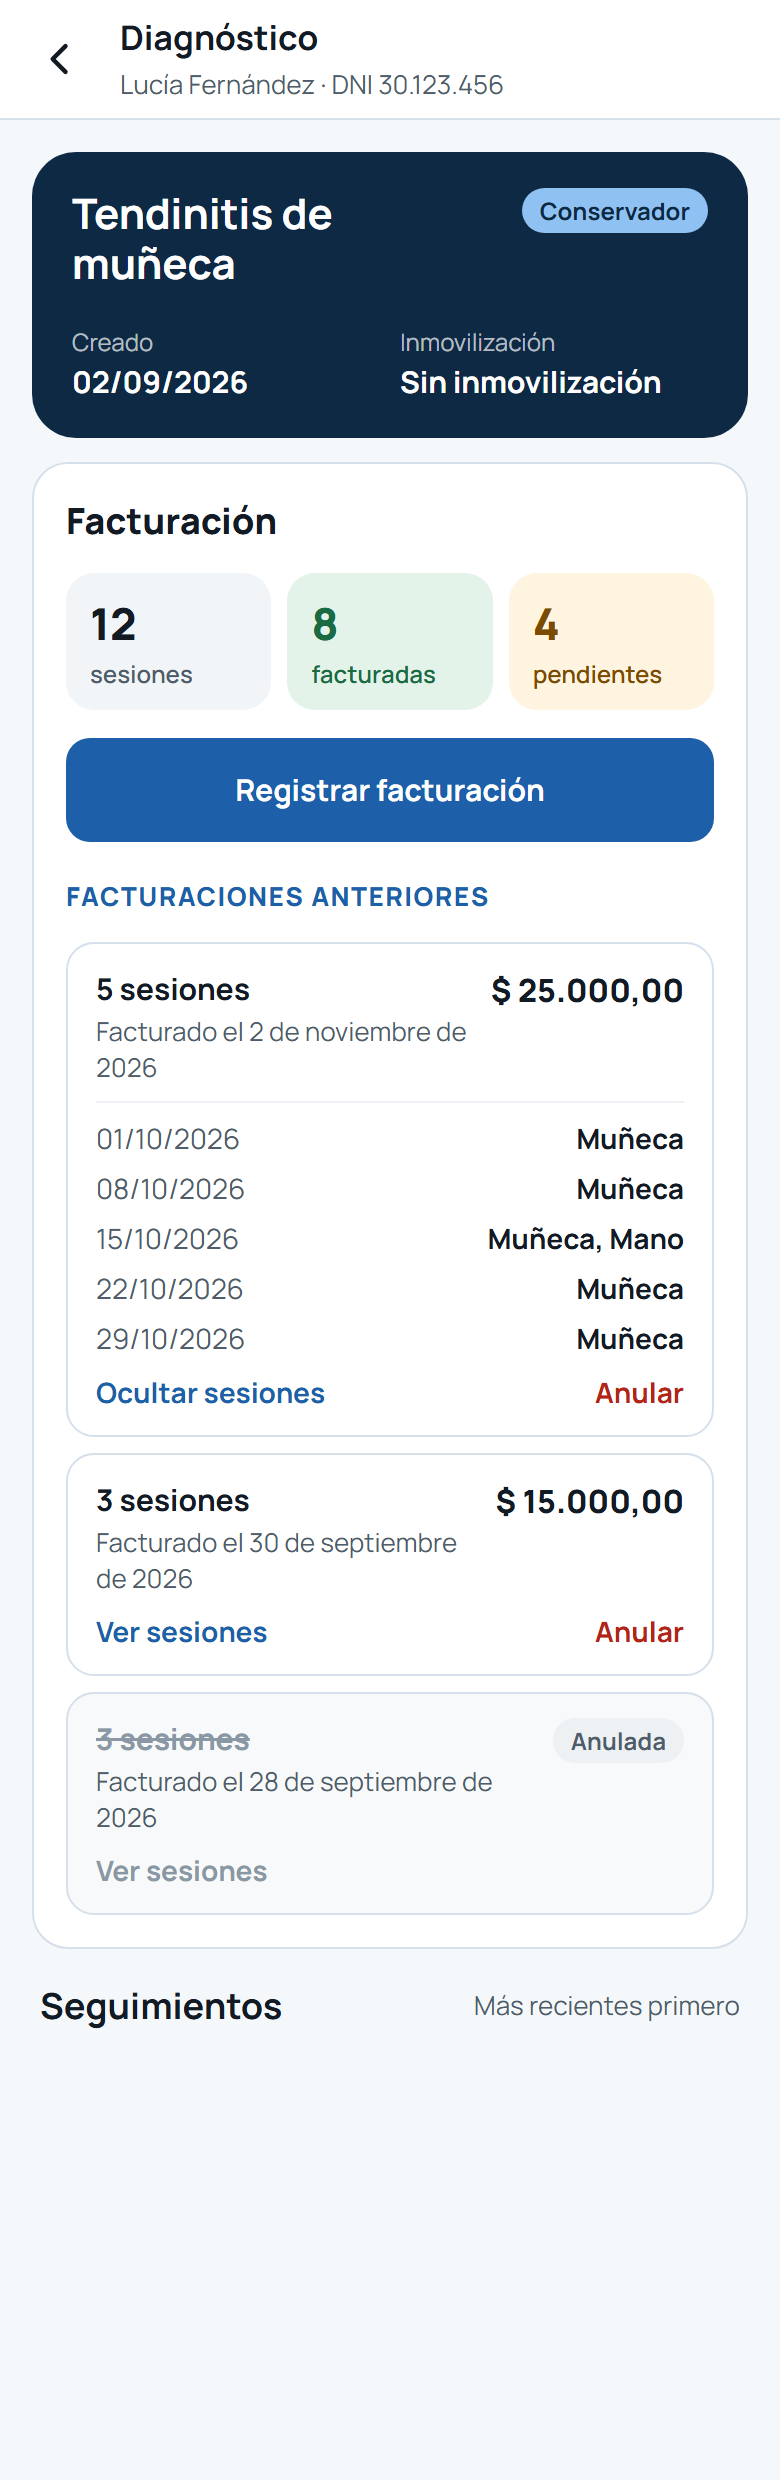 Diagnóstico
Lucía Fernández · DNI 30.123.456
Tendinitis de
muñeca
Conservador
Creado
02/09/2026
Inmovilización
Sin inmovilización
Facturación
12
sesiones
8
facturadas
4
pendientes
Registrar facturación
FACTURACIONES ANTERIORES
5 sesiones
$ 25.000,00
Facturado el 2 de noviembre de
2026
01/10/2026 Muñeca
08/10/2026 Muñeca
15/10/2026 Muñeca, Mano
22/10/2026 Muñeca
29/10/2026 Muñeca
Ocultar sesiones Anular
3 sesiones
$ 15.000,00
Facturado el 30 de septiembre
de 2026
Ver sesiones Anular
3 sesiones
Anulada
Facturado el 28 de septiembre de
2026
Ver sesiones
Seguimientos Más recientes primero